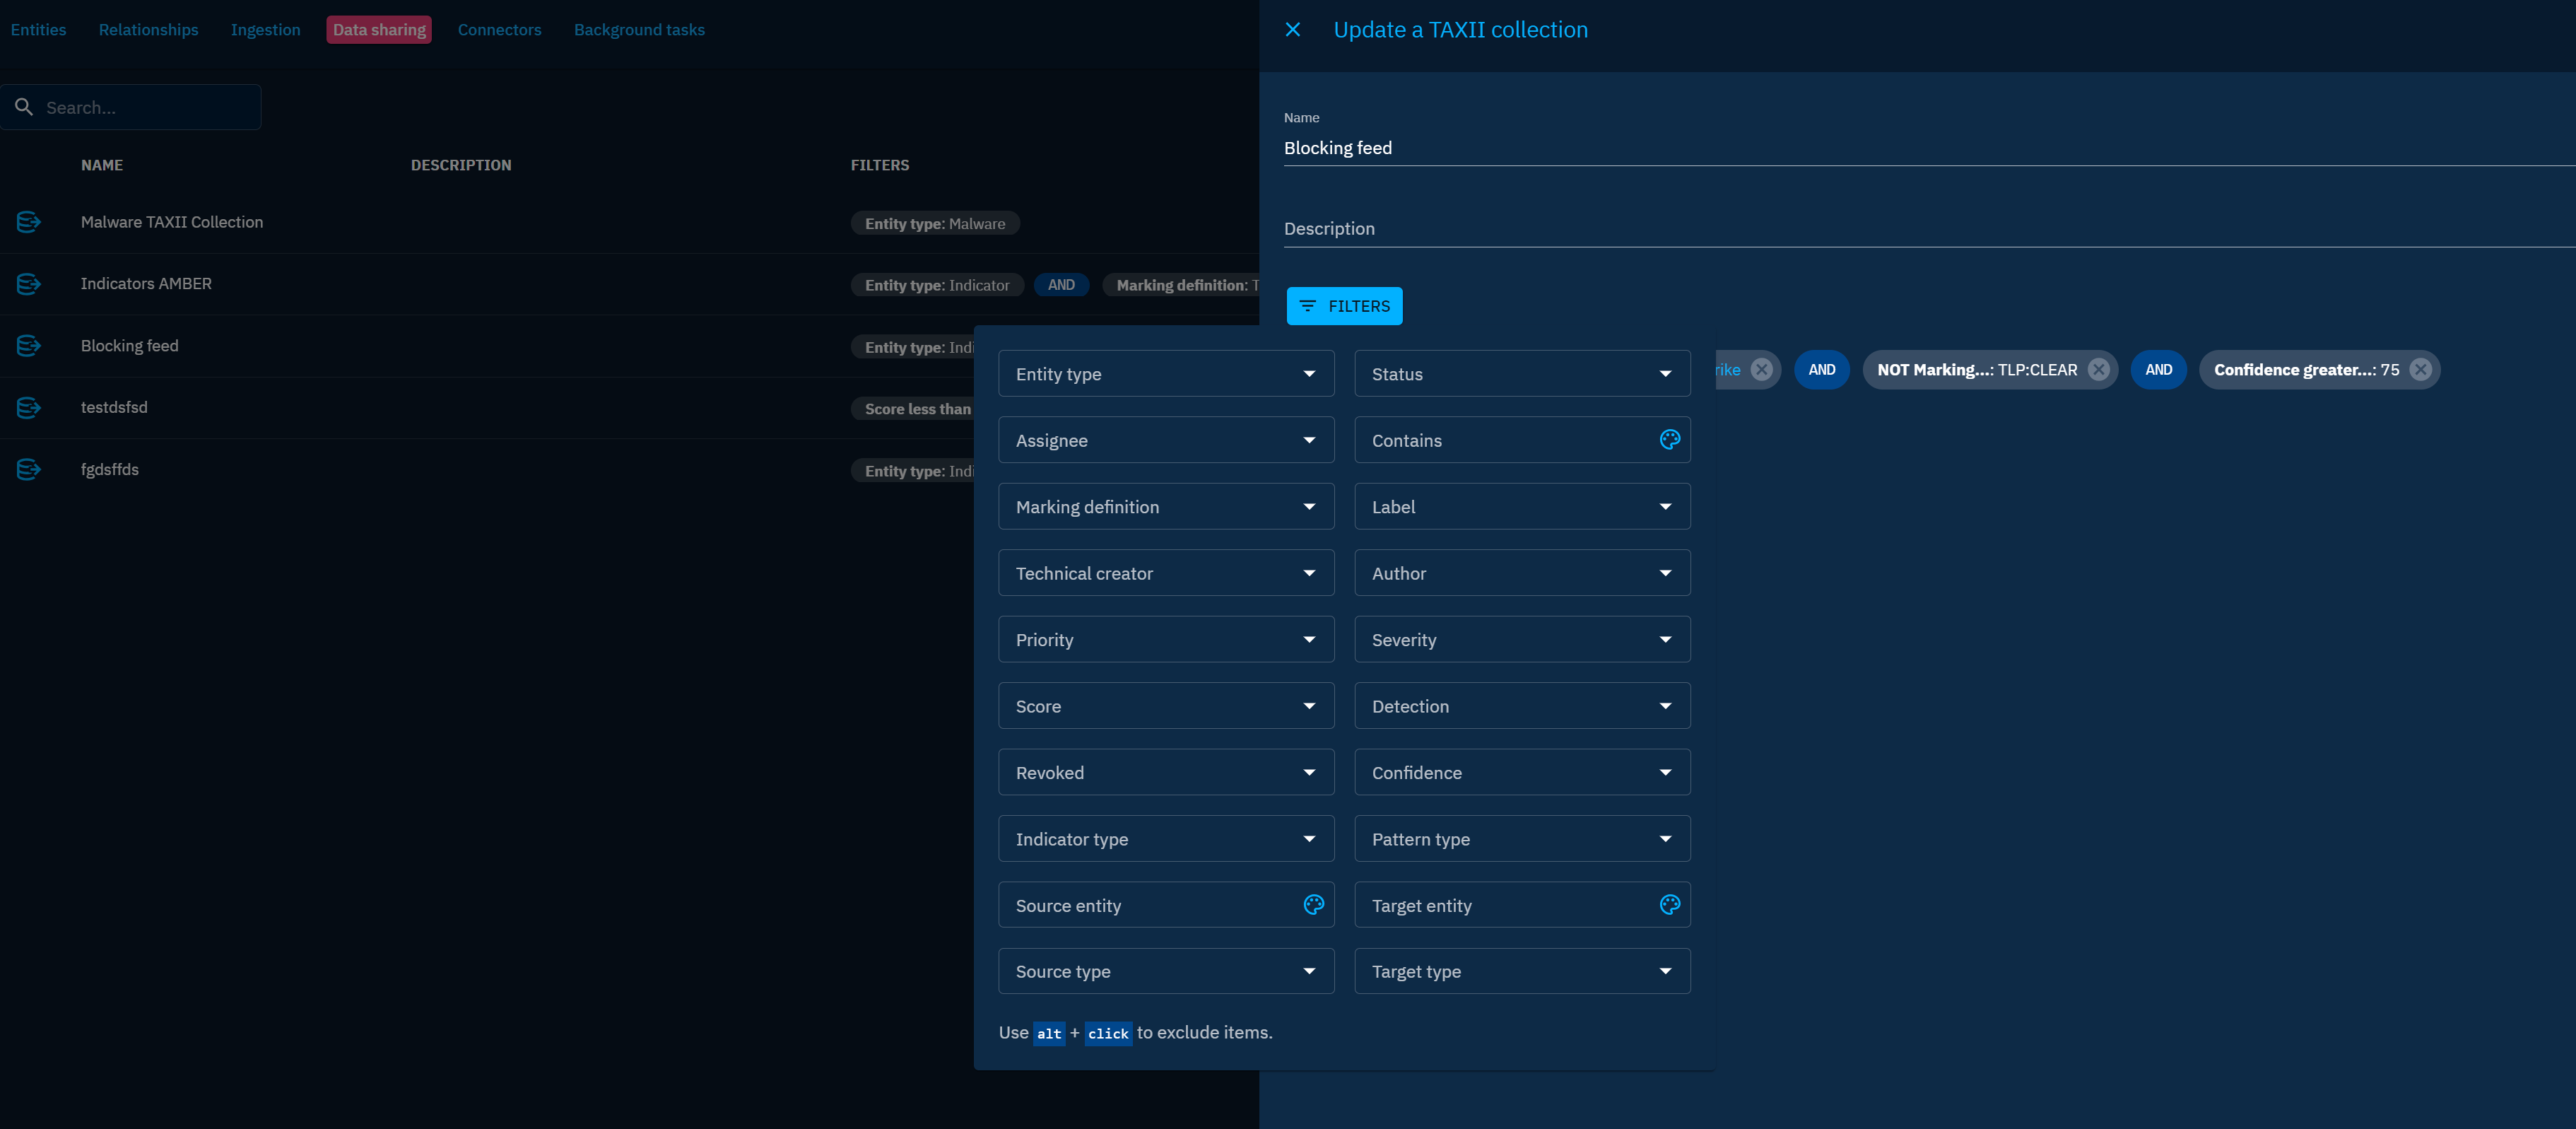 Entities Relationships Ingestion Data sharing Connectors Background tasks
Search...
NAME DESCRIPTION FILTERS
Malware TAXII Collection Entity type: Malware
Indicators AMBER Entity type: Indicator AND Marking definition: T
Blocking feed Entity type: Indi
testdsfsd Score less than
fgdsffds Entity type: Indi
Update a TAXII collection
Name
Blocking feed
Description
FILTERS
rike AND NOT Marking...: TLP:CLEAR AND Confidence greater...: 75
Entity type Status
Assignee Contains
Marking definition Label
Technical creator Author
Priority Severity
Score Detection
Revoked Confidence
Indicator type Pattern type
Source entity Target entity
Source type Target type
Use alt + click to exclude items.